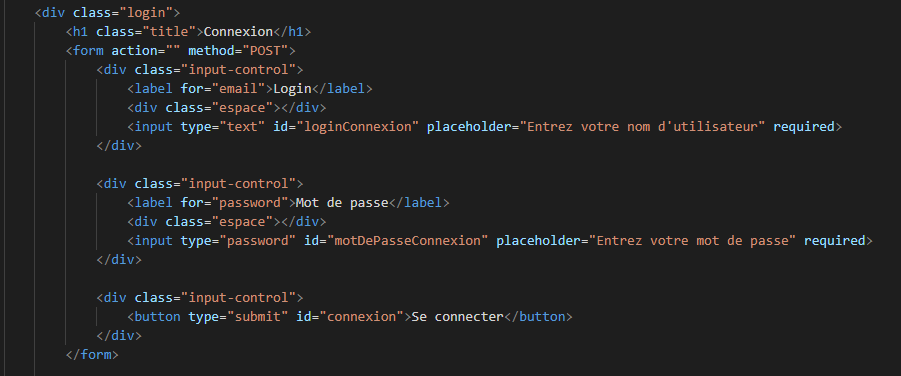 <div class="login">
<h1 class="title">Connexion</h1>
<form action="" method="POST">
<div class="input-control">
<label for="email">Login</label>
<div class="espace"></div>
<input type="text" id="loginConnexion" placeholder="Entrez votre nom d'utilisateur" required>
</div>
<div class="input-control">
<label for="password">Mot de passe</label>
<div class="espace"></div>
<input type="password" id="motDePasseConnexion" placeholder="Entrez votre mot de passe" required>
</div>
<div class="input-control">
<button type="submit" id="connexion">Se connecter</button>
</div>
</form>